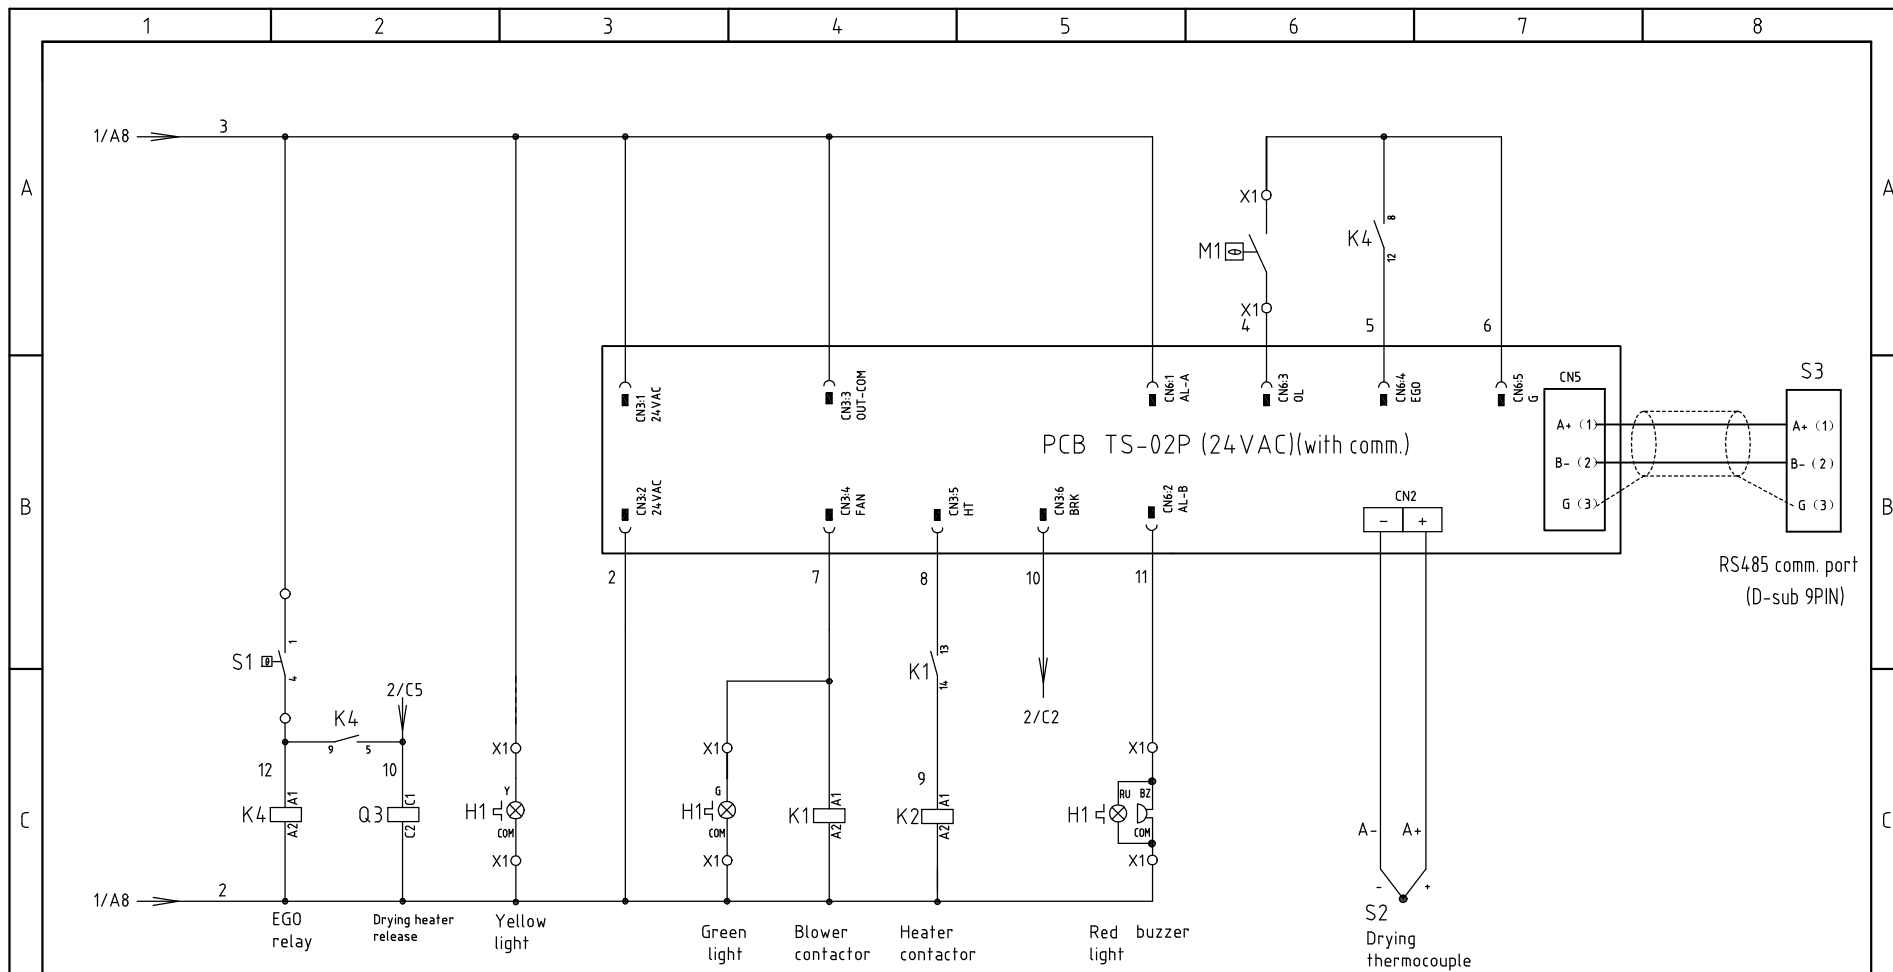 1 2 3 4 5 6 7 8
1/A8 3
A A
X1
8
M1 K4
12
X1
4 5 6
CN3:1 24VAC
CN3:3 OUT-COM
CN6:1 AL-A
CN6:3 OL
CN6:4 EGO
CN6:5 G
CN5
S3
A+ (1) A+ (1)
PCB TS-02P (24VAC)(with comm.)
B- (2) B- (2)
G (3) G (3)
CN3:2 24VAC
CN3:4 FAN
CN3:5 HT
CN3:6 BRK
CN6:2 AL-B
CN2
- +
B B
RS485 comm. port
(D-sub 9PIN)
2 7 8 10 11
1
S1
4
13
K1
14
2/C5
2/C2
K4
9 5
X1 X1 X1
12 10 9
K4 A1 A2
Q3 C1 C2
H1 Y COM
H1 G COM
K1 A1 A2
K2 A1 A2
H1 RU BZ COM
A- A+
C C
X1 X1 X1
1/A8 2
- +
EGO
relay
Drying heater
release
Yellow
light
Green
light
Blower
contactor
Heater
contactor
Red buzzer
light
S2
Drying
thermocouple